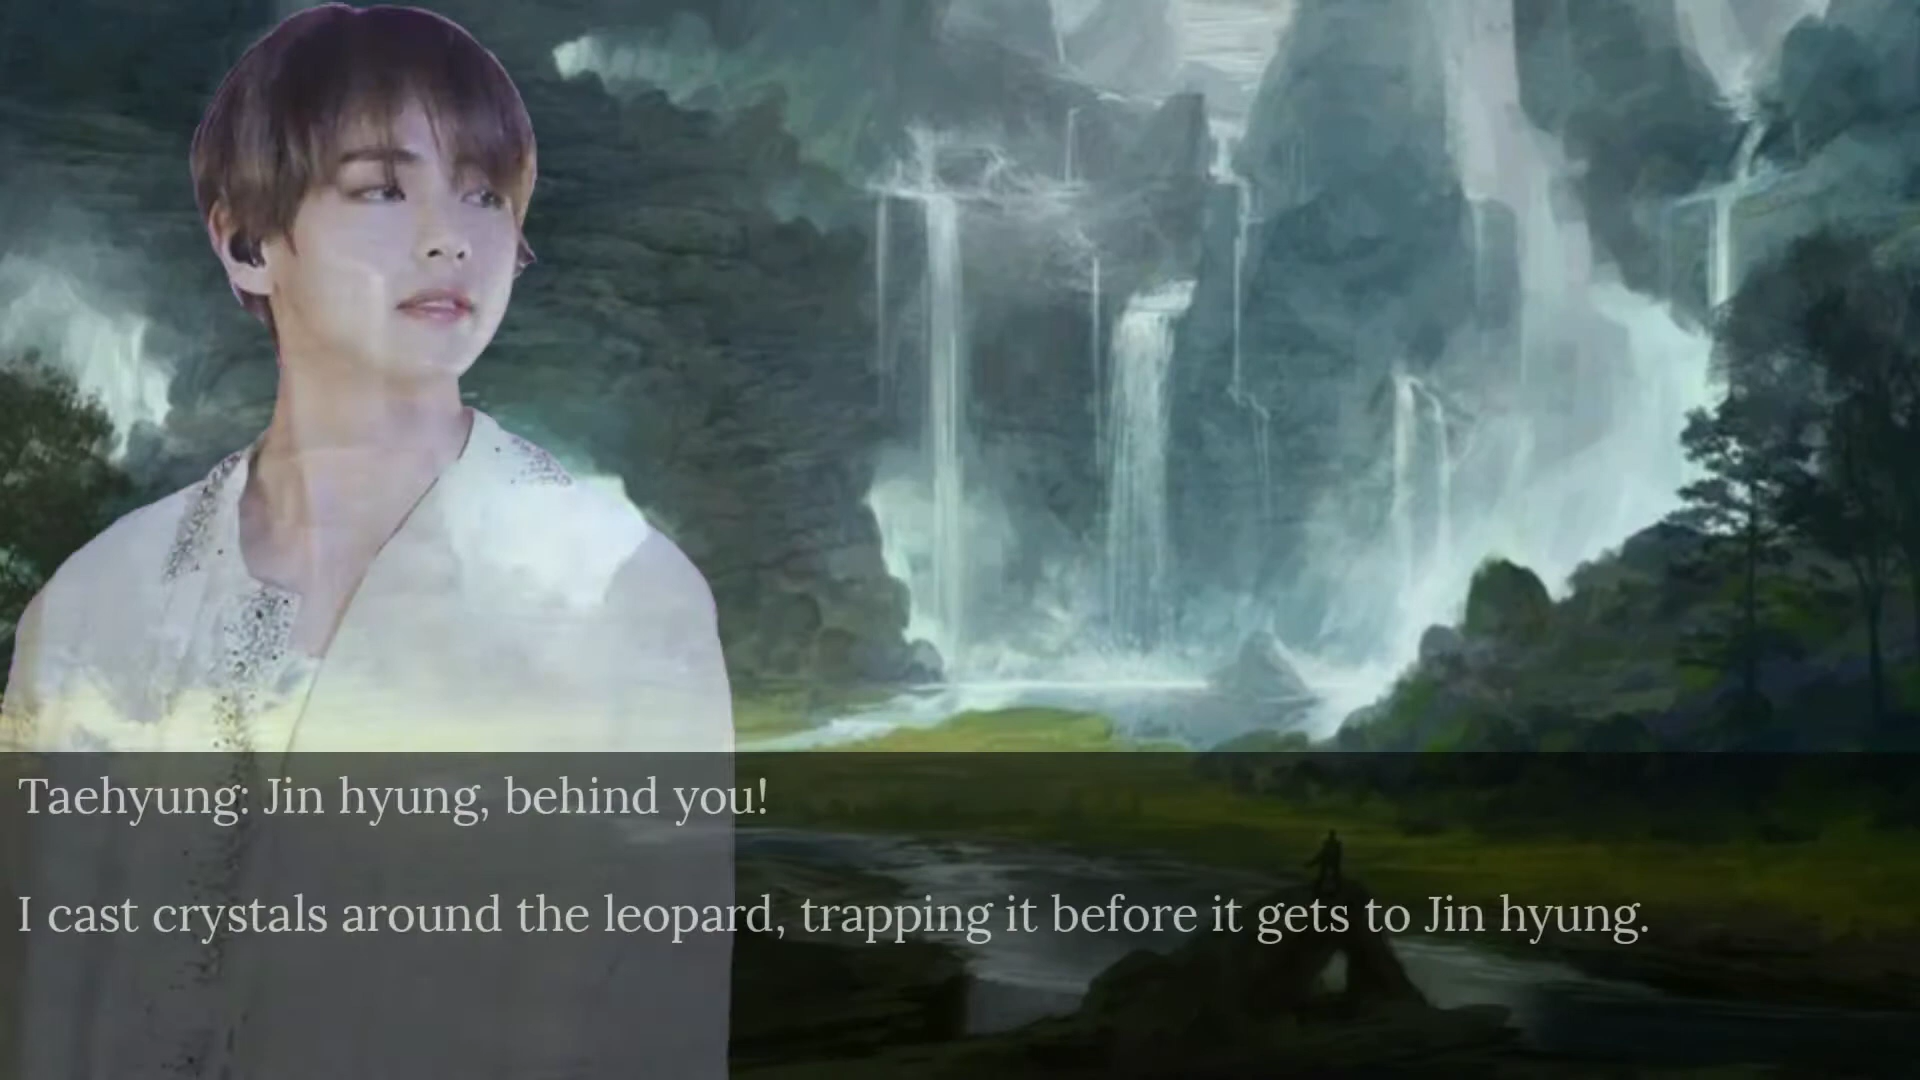 Taehyung: Jin hyung, behind you!
I cast crystals around the leopard, trapping it before it gets to Jin hyung.